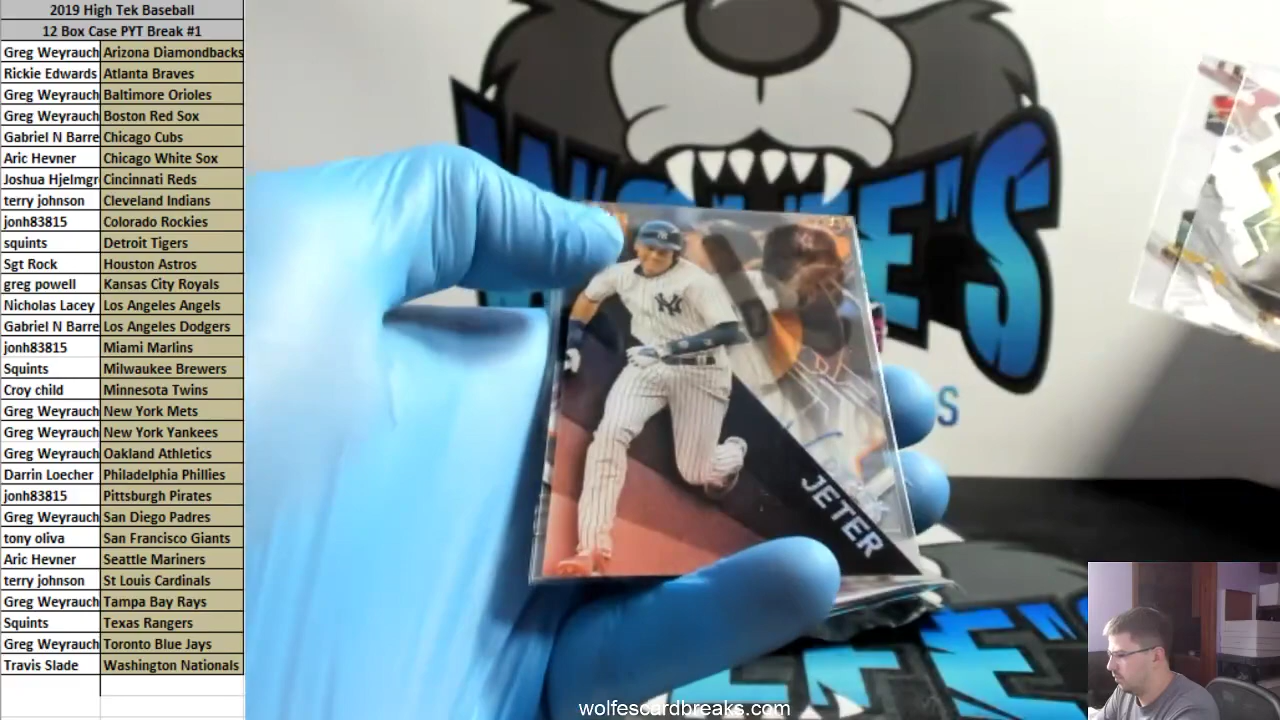 2019 High Tek Baseball
12 Box Case PYT Break #1
Greg Weyrauch Arizona Diamondbacks
Rickie Edwards Atlanta Braves
Greg Weyrauch Baltimore Orioles
Greg Weyrauch Boston Red Sox
Gabriel N Barre Chicago Cubs
Aric Hevner Chicago White Sox
Joshua Hjelmgr Cincinnati Reds
terry johnson Cleveland Indians
jonh83815 Colorado Rockies
squints Detroit Tigers
Sgt Rock Houston Astros
greg powell Kansas City Royals
Nicholas Lacey Los Angeles Angels
Gabriel N Barre Los Angeles Dodgers
jonh83815 Miami Marlins
Squints Milwaukee Brewers
Croy child Minnesota Twins
Greg Weyrauch New York Mets
Greg Weyrauch New York Yankees
Greg Weyrauch Oakland Athletics
Darrin Loecher Philadelphia Phillies
jonh83815 Pittsburgh Pirates
Greg Weyrauch San Diego Padres
tony oliva San Francisco Giants
Aric Hevner Seattle Mariners
terry johnson St Louis Cardinals
Greg Weyrauch Tampa Bay Rays
Squints Texas Rangers
Greg Weyrauch Toronto Blue Jays
Travis Slade Washington Nationals
NY
JETER
wolfescardbreaks.com